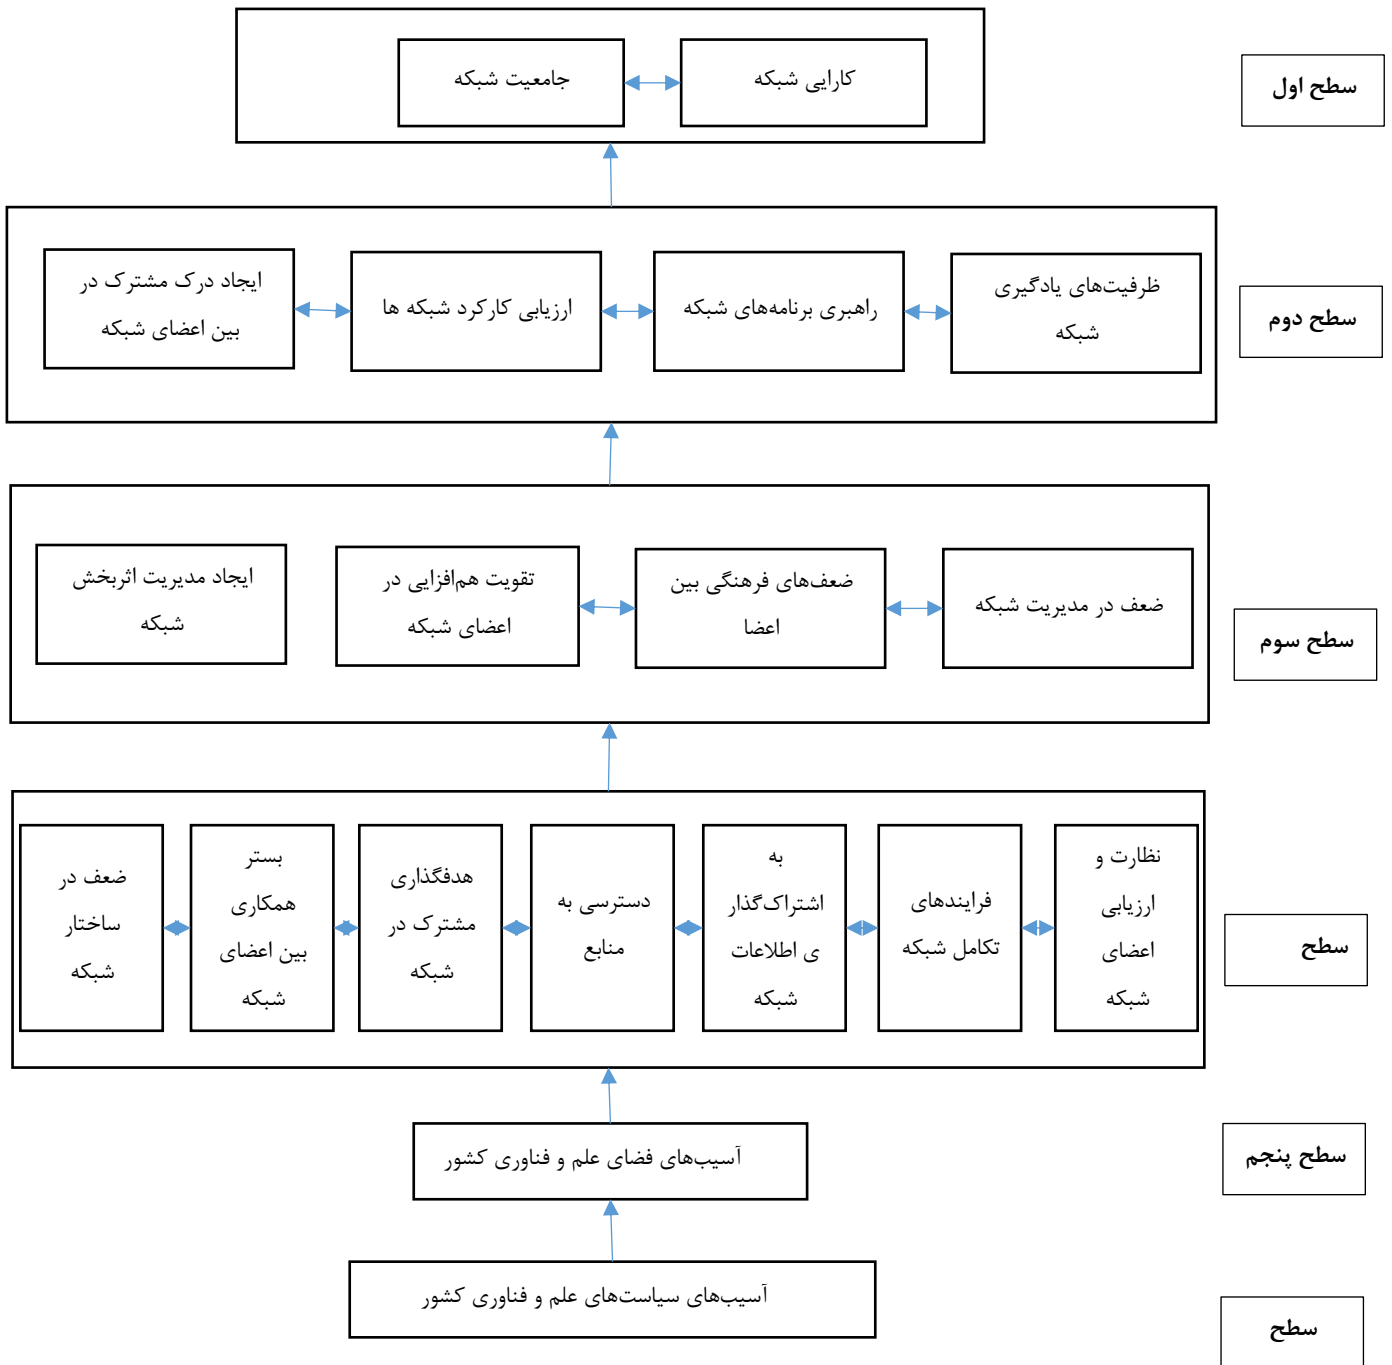 کارایی شبکه
جامعیت شبکه
سطح اول
ظرفیت‌های یادگیری
شبکه
راهبری برنامه‌های شبکه
ارزیابی کارکرد شبکه ها
ایجاد درک مشترک در
بین اعضای شبکه
سطح دوم
ضعف در مدیریت شبکه
ضعف‌های فرهنگی بین
اعضا
تقویت هم‌افزایی در
اعضای شبکه
ایجاد مدیریت اثربخش
شبکه
سطح سوم
نظارت و
ارزیابی
اعضای
شبکه
فرایندهای
تکامل شبکه
به
اشتراک‌گذار
ی اطلاعات
شبکه
دسترسی به
منابع
هدفگذاری
مشترک در
شبکه
بستر
همکاری
بین اعضای
شبکه
ضعف در
ساختار
شبکه
سطح
آسیب‌های فضای علم و فناوری کشور
سطح پنجم
آسیب‌های سیاست‌های علم و فناوری کشور
سطح